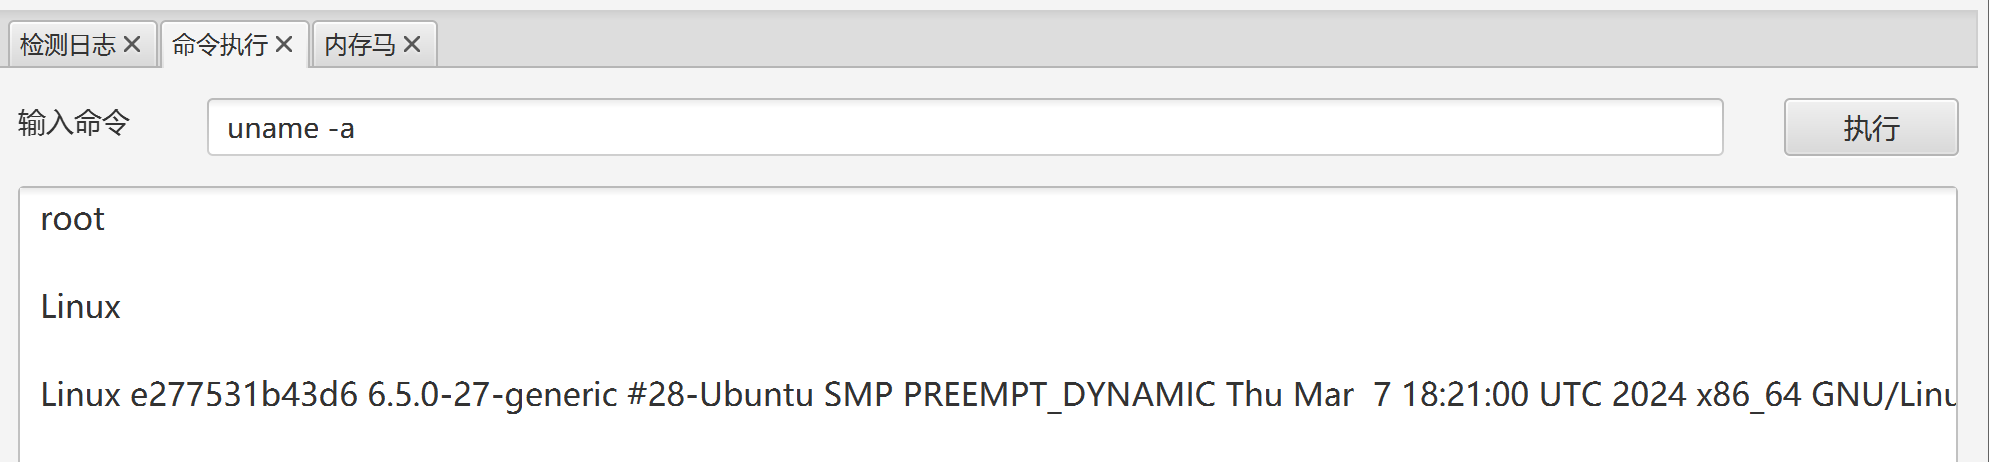 检测日志 命令执行 内存马
输入命令 uname -a 执行
root
Linux
Linux e277531b43d6 6.5.0-27-generic #28-Ubuntu SMP PREEMPT_DYNAMIC Thu Mar  7 18:21:00 UTC 2024 x86_64 GNU/Linu